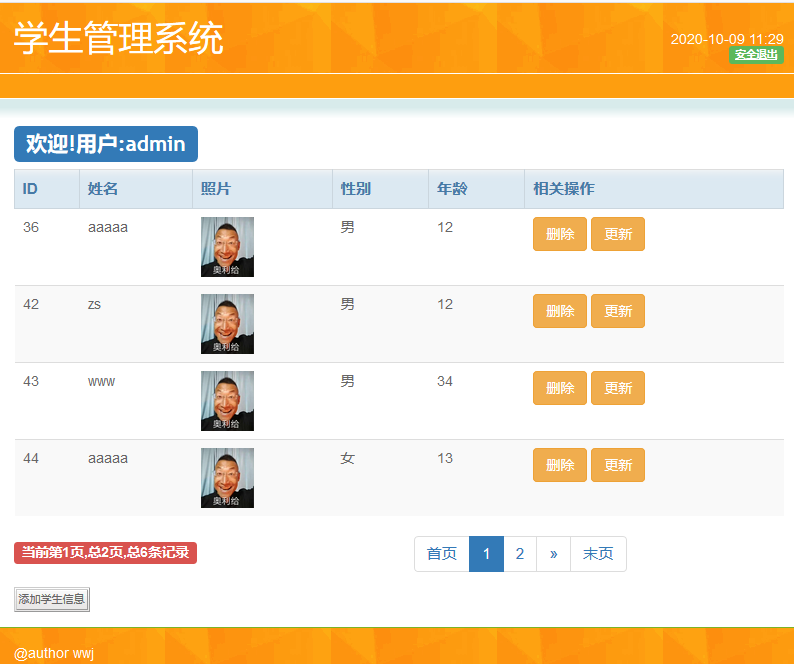 学生管理系统
2020-10-09 11:29
安全退出
欢迎!用户:admin
ID 姓名 照片 性别 年龄 相关操作
36 aaaaa 男 12 删除 更新
奥利给
42 zs 男 12 删除 更新
奥利给
43 www 男 34 删除 更新
奥利给
44 aaaaa 女 13 删除 更新
奥利给
当前第1页,总2页,总6条记录
首页 1 2 » 末页
添加学生信息
@author wwj